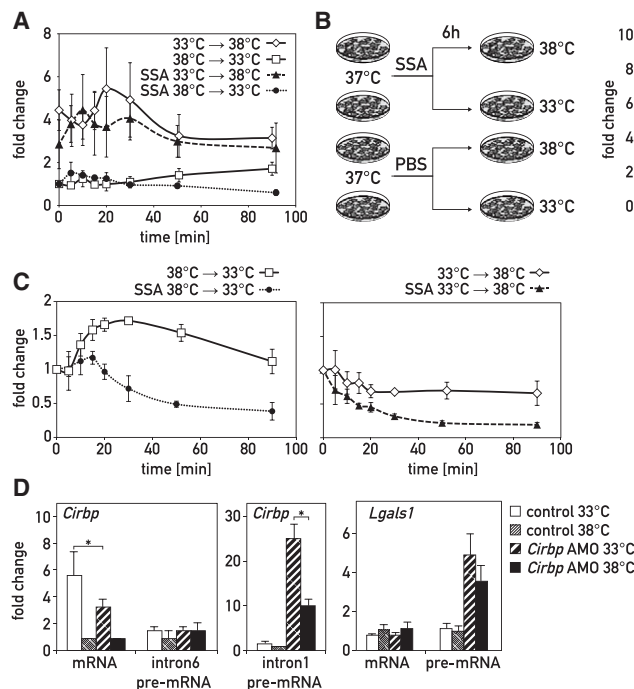 A
fold change
8
6
4
2
0
33°C → 38°C
38°C → 33°C
SSA 33°C → 38°C
SSA 38°C → 33°C
0 20 40 60 80 100
time [min]
B
6h
SSA
PBS
37°C
37°C
38°C
33°C
38°C
33°C
fold change
10
8
6
4
2
0
C
38°C → 33°C
SSA 38°C → 33°C
fold change
2
1.5
1
0.5
0
0 20 40 60 80 100
time [min]
33°C → 38°C
SSA 33°C → 38°C
0 20 40 60 80 100
time [min]
D
fold change
10
8
6
4
2
0
Cirbp
*
mRNA intron6
pre-mRNA
30
20
10
0
Cirbp
*
intron1
pre-mRNA
8
6
4
2
0
Lgals1
mRNA pre-mRNA
control 33°C
control 38°C
Cirbp AMO 33°C
Cirbp AMO 38°C